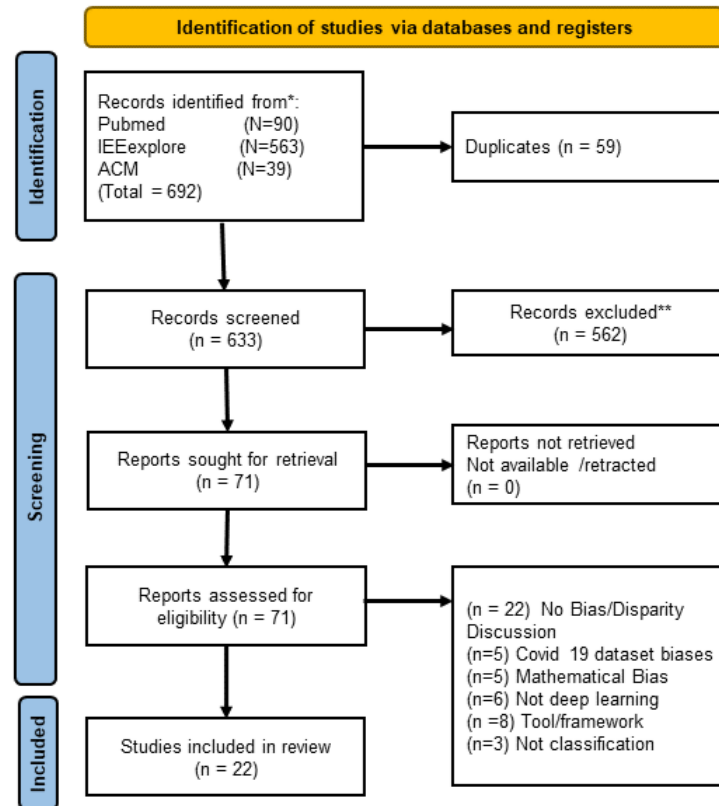 Identification of studies via databases and registers
Identification
Records identified from*:
Pubmed (N=90)
IEEexplore (N=563)
ACM (N=39)
(Total = 692)
Duplicates (n = 59)
Screening
Records screened
(n = 633)
Records excluded**
(n = 562)
Reports sought for retrieval
(n = 71)
Reports not retrieved
Not available /retracted
(n = 0)
Reports assessed for
eligibility (n = 71)
(n = 22) No Bias/Disparity
Discussion
(n=5) Covid 19 dataset biases
(n=5) Mathematical Bias
(n=6) Not deep learning
(n =8) Tool/framework
(n=3) Not classification
Included
Studies included in review
(n = 22)